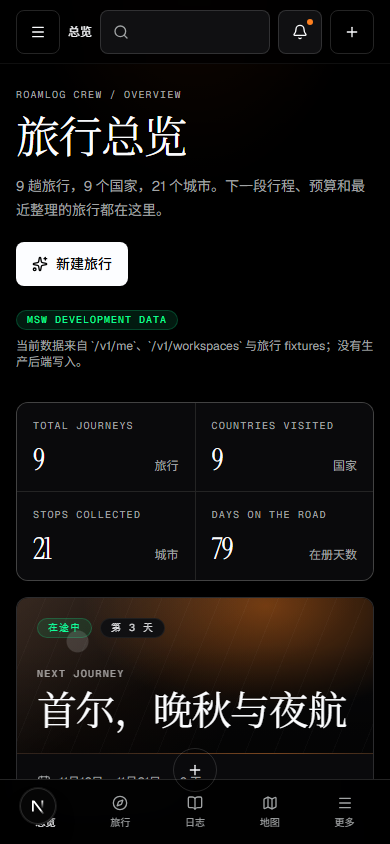 总览
ROAMLOG CREW / OVERVIEW
旅行总览
9 趟旅行，9 个国家，21 个城市。下一段行程、预算和最
近整理的旅行都在这里。
新建旅行
MSW DEVELOPMENT DATA
当前数据来自 `/v1/me`、`/v1/workspaces` 与旅行 fixtures；没有生
产后端写入。
TOTAL JOURNEYS
9
旅行
COUNTRIES VISITED
9
国家
STOPS COLLECTED
21
城市
DAYS ON THE ROAD
79
在册天数
在途中
第 3 天
NEXT JOURNEY
首尔，晚秋与夜航
N
总览
旅行
日志
地图
更多